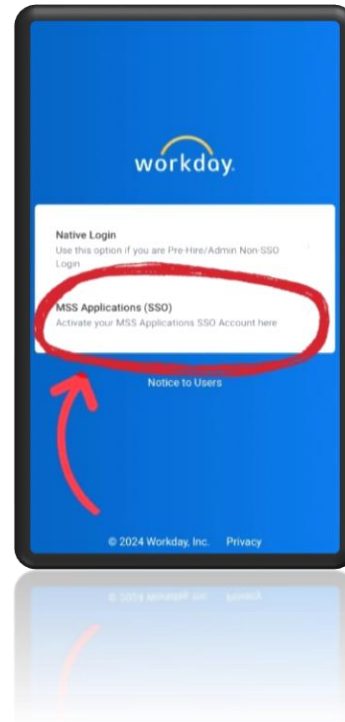 workday.
Native Login
Use this option if you are Pre-Hire/Admin Non-SSO
Login
MSS Applications (SSO)
Activate your MSS Applications SSO Account here
Notice to Users
© 2024 Workday, Inc. Privacy